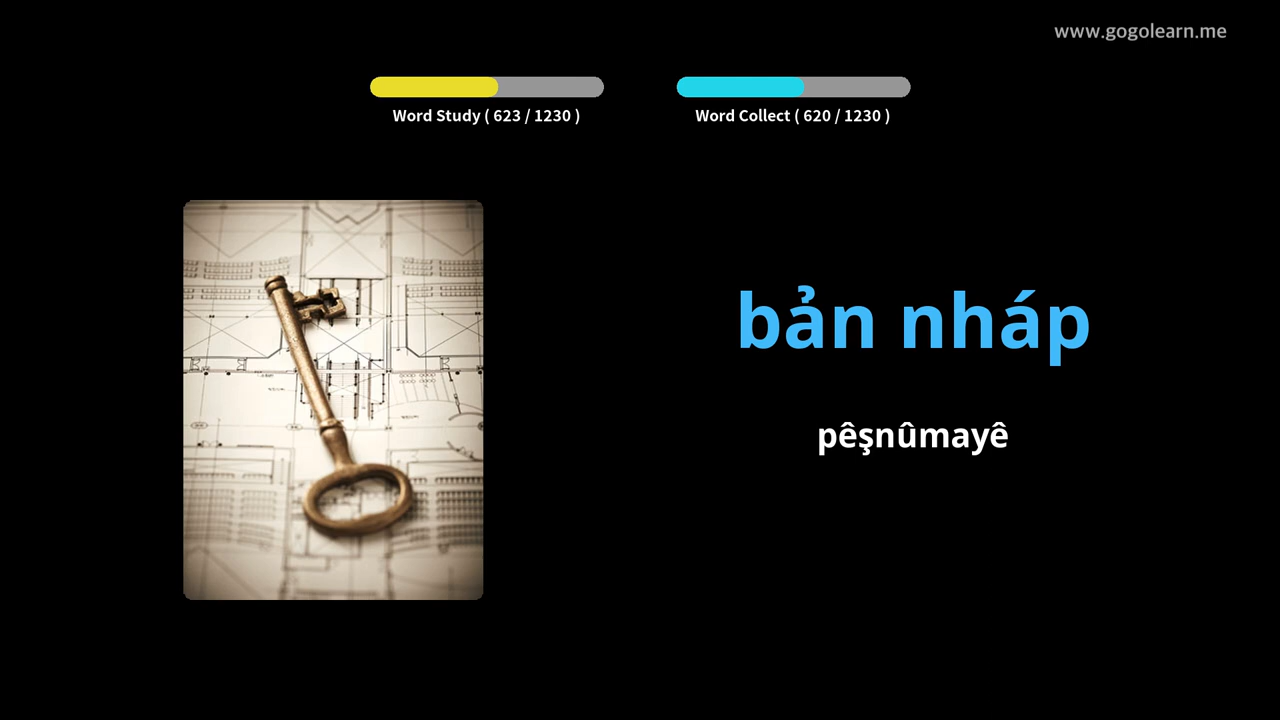 www.gogolearn.me
Word Study ( 623 / 1230 )
Word Collect ( 620 / 1230 )
bản nháp
pêşnûmayê